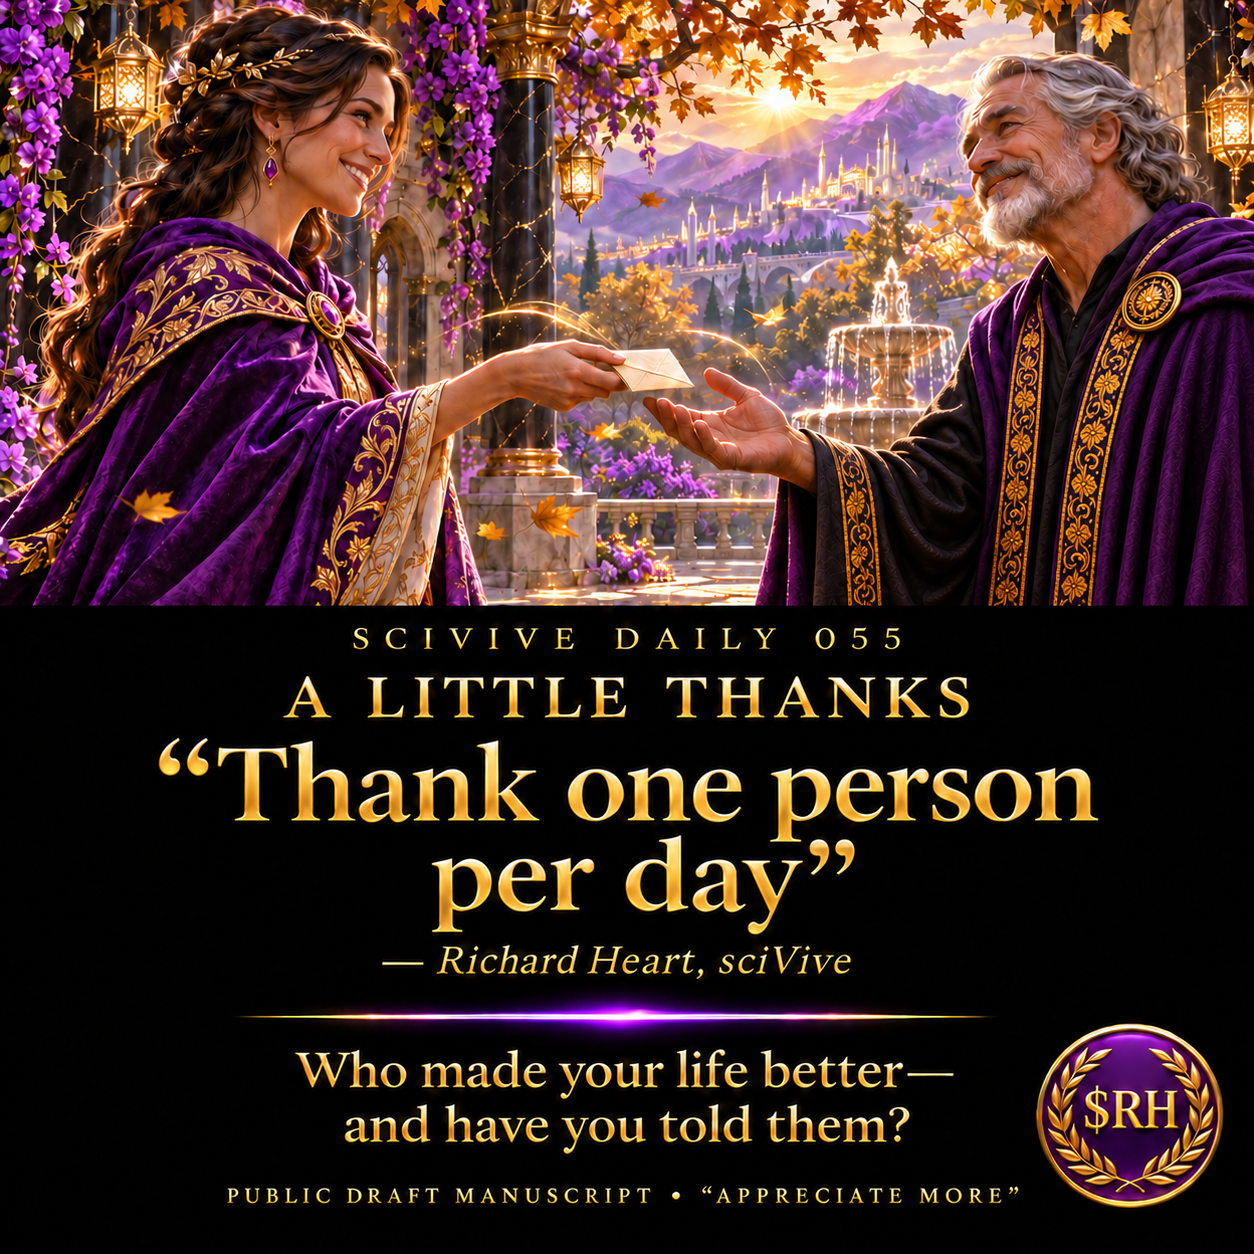 SCIVIVE DAILY 055
A LITTLE THANKS
“Thank one person
per day”
— Richard Heart, sciVive
Who made your life better—
and have you told them?
$RH
PUBLIC DRAFT MANUSCRIPT • “APPRECIATE MORE”